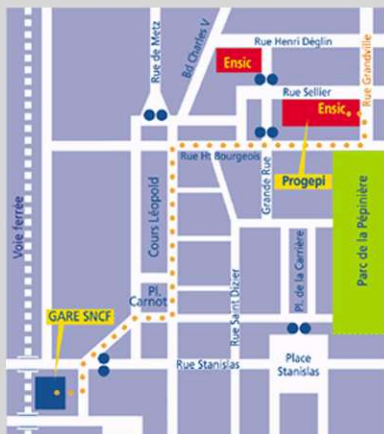 Rue de Metz
Bd Charles V
Rue Henri Déglin
Ensic
Rue Sellier
Rue Grandville
Ensic
Rue Ht Bourgeois
Grande Rue
Progepi
Parc de la Pépinière
Voie ferrée
Cours Léopold
Pl.
Carnot
Rue Saint Dizier
Pl. de la Carrière
GARE SNCF
Rue Stanislas
Place
Stanislas